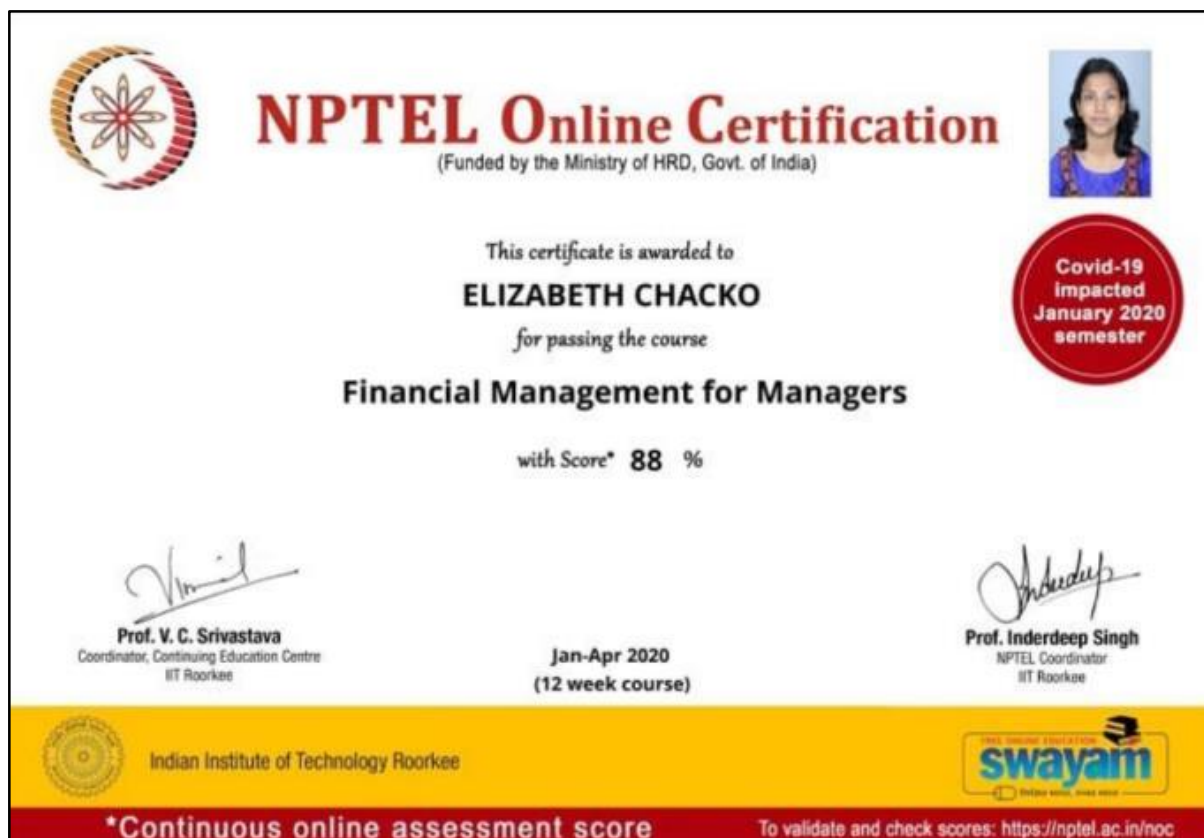 NPTEL Online Certification
(Funded by the Ministry of HRD, Govt. of India)
This certificate is awarded to
ELIZABETH CHACKO
for passing the course
Financial Management for Managers
with Score* 88 %
Covid-19
impacted
January 2020
semester
Prof. V. C. Srivastava
Coordinator, Continuing Education Centre
IIT Roorkee
Jan-Apr 2020
(12 week course)
Prof. Inderdeep Singh
NPTEL Coordinator
IIT Roorkee
Indian Institute of Technology Roorkee
FREE ONLINE EDUCATION
swayam
*Continuous online assessment score
To validate and check scores: https://nptel.ac.in/noc